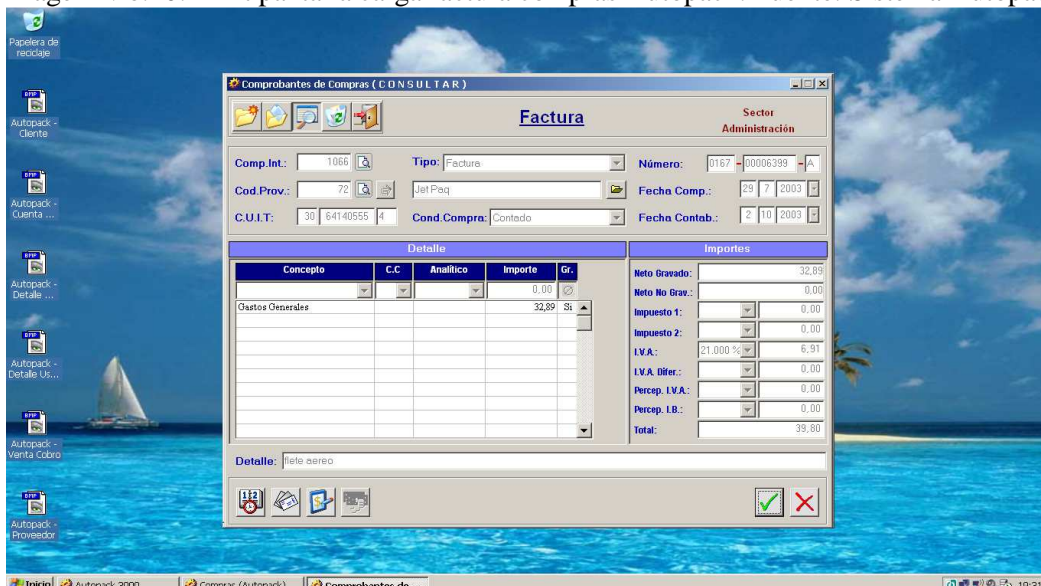 Papelera de
reciclaje
Autopack -
Cliente
Autopack -
Cuenta ...
Autopack -
Detalle ...
Autopack -
Detalle Us...
Autopack -
Venta Cobro
Autopack -
Proveedor
Comprobantes de Compras ( C O N S U L T A R )
Factura
Sector
Administración
Comp.Int.: 1066 Tipo: Factura Número: 0167 - 00006399 - A
Cod.Prov.: 72 Jet Paq Fecha Comp.: 29 7 2003
C.U.I.T: 30 64140555 4 Cond.Compra: Contado Fecha Contab.: 2 10 2003
Detalle
Concepto C.C Analítico Importe Gr.
0,00
Gastos Generales 32,89 Si
Importes
Neto Gravado: 32,89
Neto No Grav.: 0,00
Impuesto 1: 0,00
Impuesto 2: 0,00
I.V.A.: 21.000 % 6,91
I.V.A. Difer.: 0,00
Percep. I.V.A.: 0,00
Percep. I.B.: 0,00
Total: 39,80
Detalle: flete aereo
Inicio Autopack 2000 Compras (Autopack) Comprobantes de ...